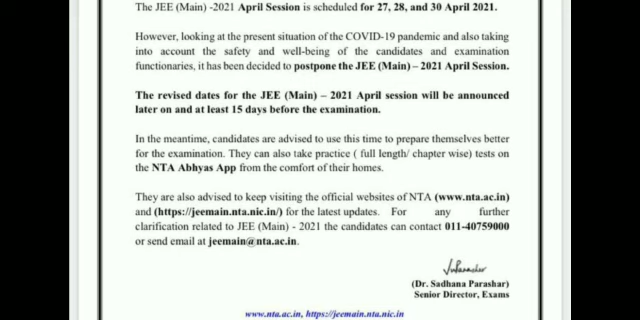 The JEE (Main) -2021 April Session is scheduled for 27, 28, and 30 April 2021.
However, looking at the present situation of the COVID-19 pandemic and also taking
into account the safety and well-being of the candidates and examination
functionaries, it has been decided to postpone the JEE (Main) – 2021 April Session.
The revised dates for the JEE (Main) – 2021 April session will be announced
later on and at least 15 days before the examination.
In the meantime, candidates are advised to use this time to prepare themselves better
for the examination. They can also take practice ( full length/ chapter wise) tests on
the NTA Abhyas App from the comfort of their homes.
They are also advised to keep visiting the official websites of NTA (www.nta.ac.in)
and (https://jeemain.nta.nic.in/) for the latest updates. For any further
clarification related to JEE (Main) - 2021 the candidates can contact 011-40759000
or send email at jeemain@nta.ac.in.
(Dr. Sadhana Parashar)
Senior Director, Exams
www.nta.ac.in, https://jeemain.nta.nic.in